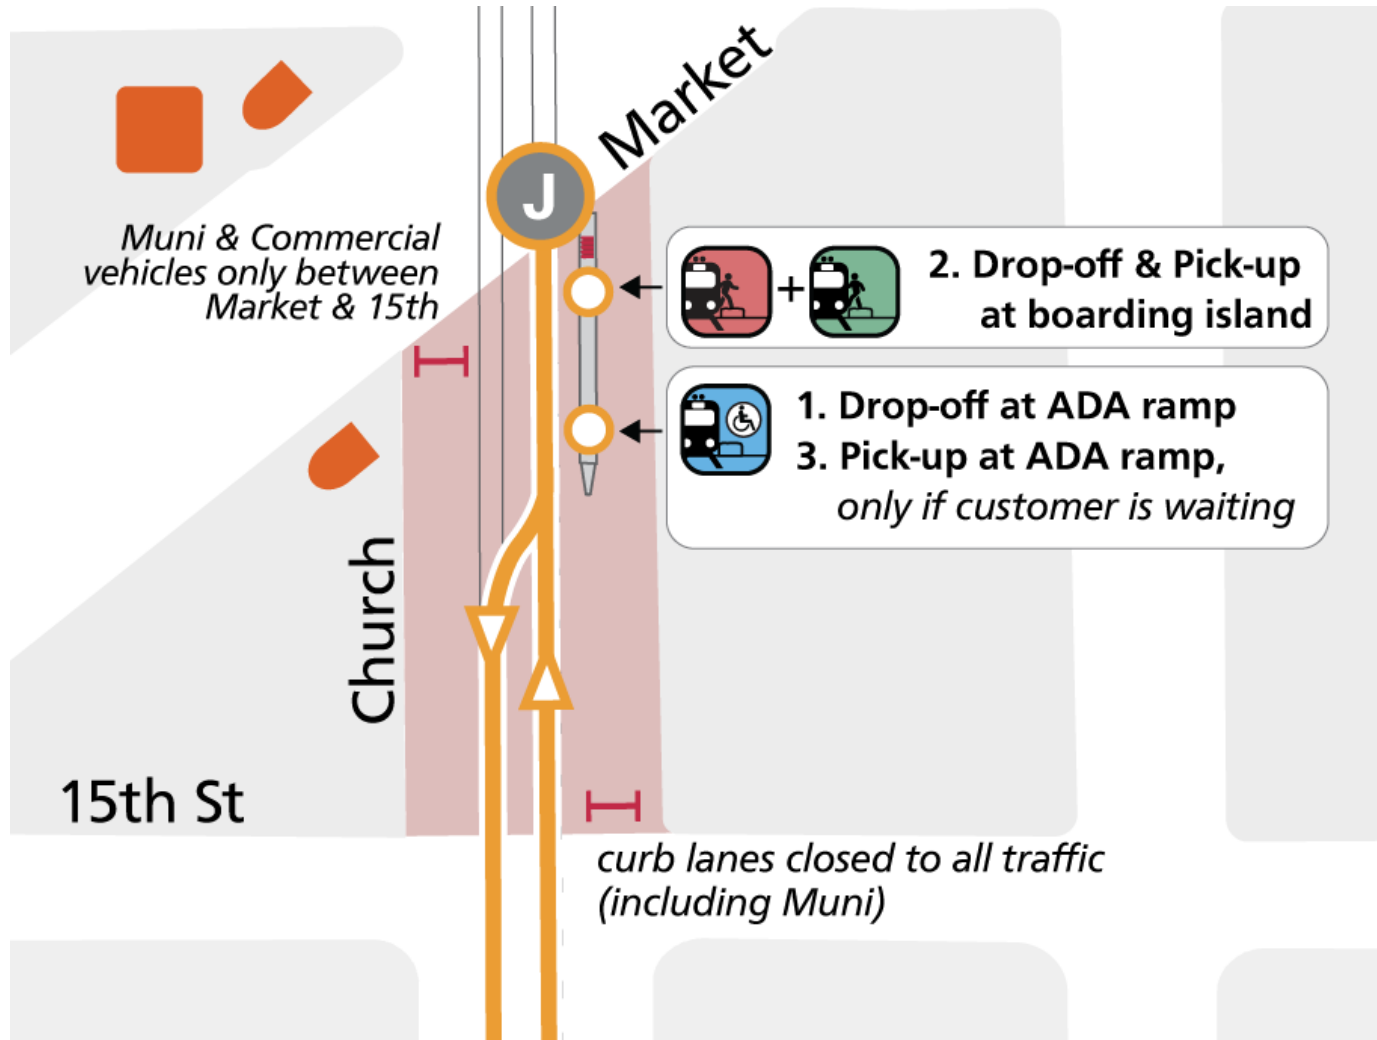 Market
J
Muni & Commercial
vehicles only between
Market & 15th
+
2. Drop-off & Pick-up
at boarding island
1. Drop-off at ADA ramp
3. Pick-up at ADA ramp,
only if customer is waiting
Church
15th St
curb lanes closed to all traffic
(including Muni)